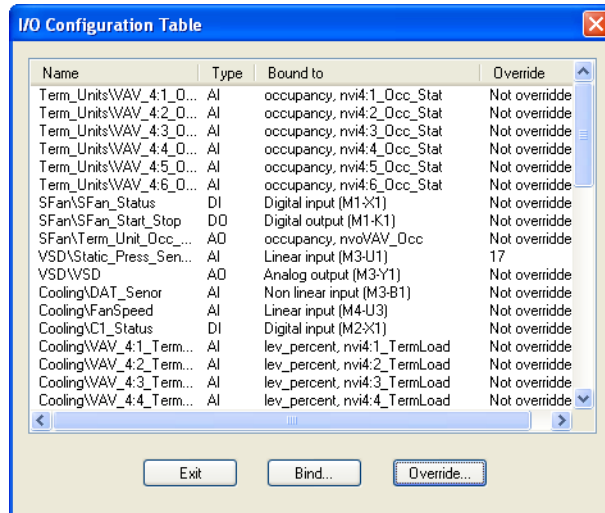 I/O Configuration Table
Name Type Bound to Override
Term_Units\VAV_4:1_O... AI occupancy, nvi4:1_Occ_Stat Not overridde
Term_Units\VAV_4:2_O... AI occupancy, nvi4:2_Occ_Stat Not overridde
Term_Units\VAV_4:3_O... AI occupancy, nvi4:3_Occ_Stat Not overridde
Term_Units\VAV_4:4_O... AI occupancy, nvi4:4_Occ_Stat Not overridde
Term_Units\VAV_4:5_O... AI occupancy, nvi4:5_Occ_Stat Not overridde
Term_Units\VAV_4:6_O... AI occupancy, nvi4:6_Occ_Stat Not overridde
SFan\SFan_Status DI Digital input (M1-X1) Not overridde
SFan\SFan_Start_Stop DO Digital output (M1-K1) Not overridde
SFan\Term_Unit_Occ_... AO occupancy, nvoVAV_Occ Not overridde
VSD\Static_Press_Sen... AI Linear input (M3-U1) 17
VSD\VSD AO Analog output (M3-Y1) Not overridde
Cooling\DAT_Senor AI Non linear input (M3-B1) Not overridde
Cooling\FanSpeed AI Linear input (M4-U3) Not overridde
Cooling\C1_Status DI Digital input (M2-X1) Not overridde
Cooling\VAV_4:1_Term... AI lev_percent, nvi4:1_TermLoad Not overridde
Cooling\VAV_4:2_Term... AI lev_percent, nvi4:2_TermLoad Not overridde
Cooling\VAV_4:3_Term... AI lev_percent, nvi4:3_TermLoad Not overridde
Cooling\VAV_4:4_Term... AI lev_percent, nvi4:4_TermLoad Not overridde
Exit Bind... Override...